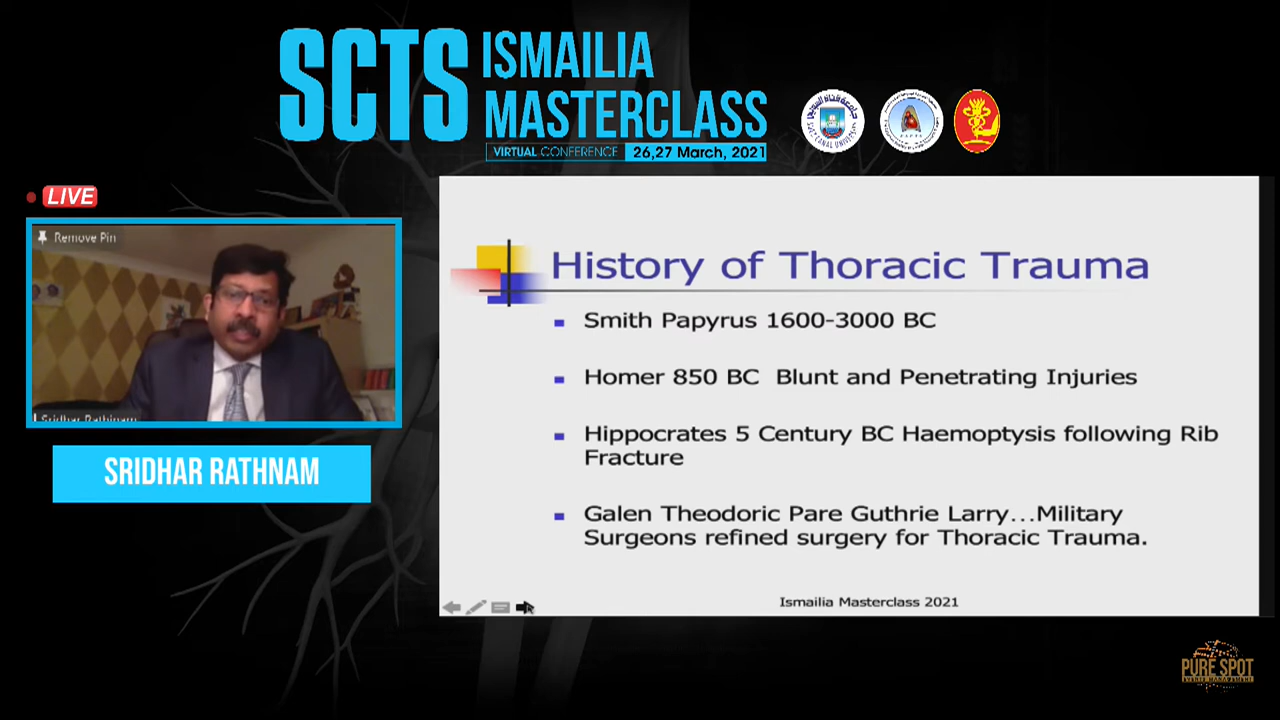 SCTS
ISMAILIA
MASTERCLASS
VIRTUAL CONFERENCE 26,27 March, 2021
LIVE
Remove Pin
Sridhar Rathinam
SRIDHAR RATHNAM
History of Thoracic Trauma
Smith Papyrus 1600-3000 BC
Homer 850 BC Blunt and Penetrating Injuries
Hippocrates 5 Century BC Haemoptysis following Rib
Fracture
Galen Theodoric Pare Guthrie Larry...Military
Surgeons refined surgery for Thoracic Trauma.
Ismailia Masterclass 2021
PURE SPOT